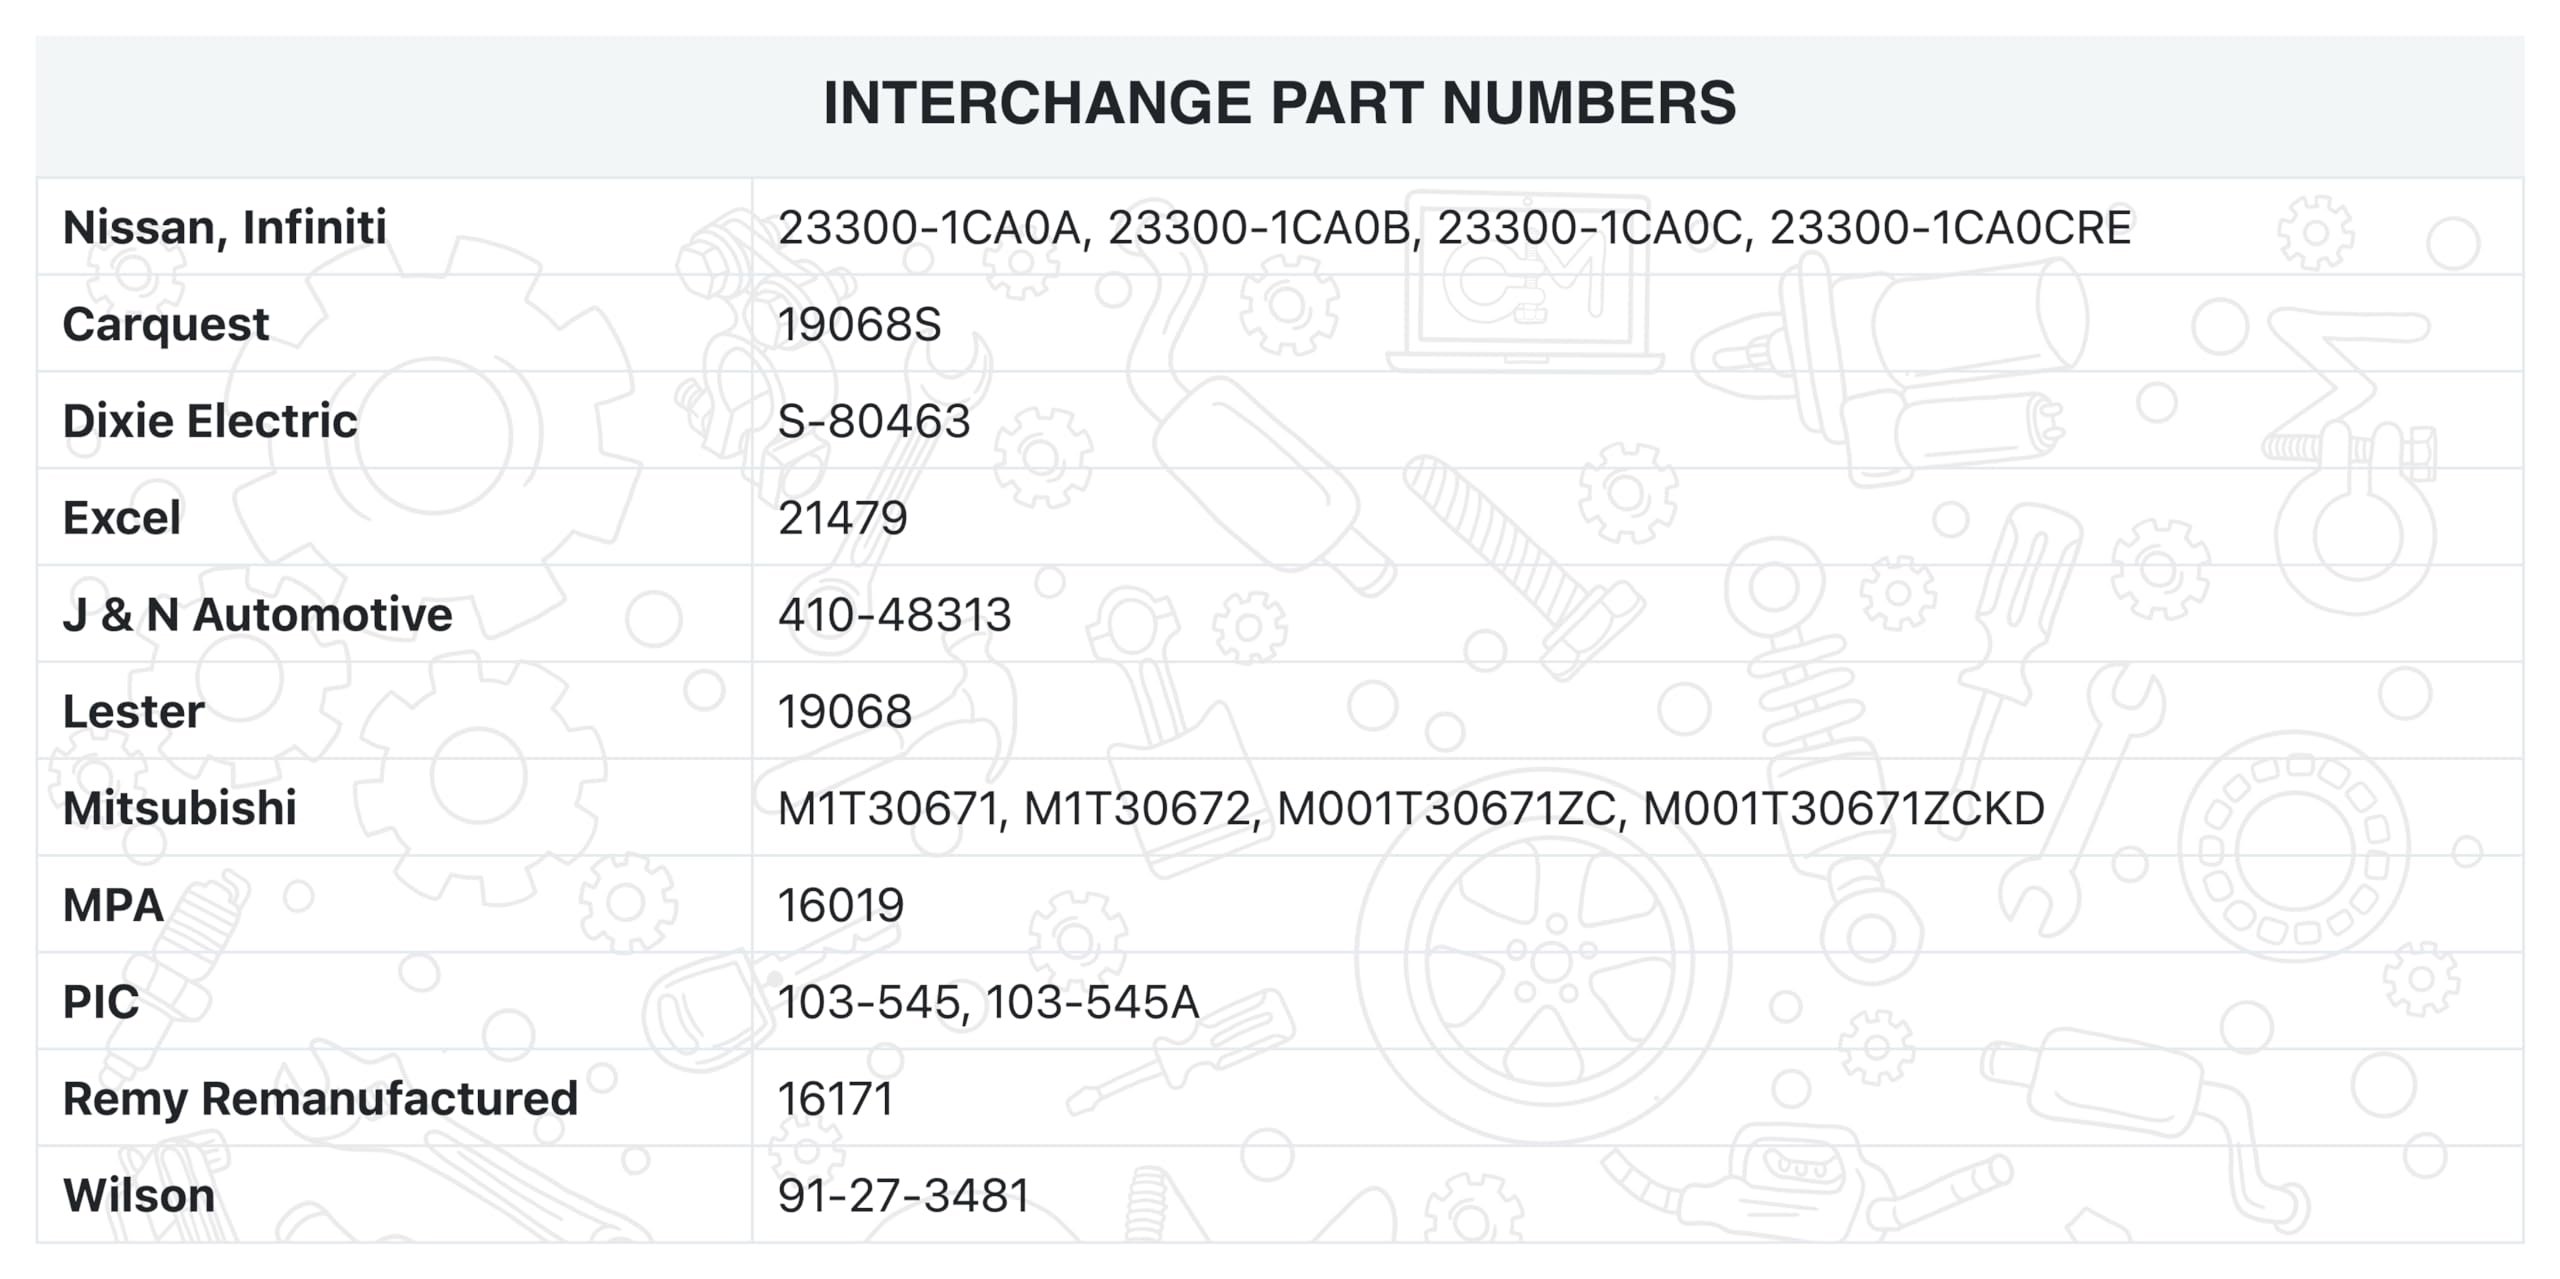 INTERCHANGE PART NUMBERS
Nissan, Infiniti 23300-1CA0A, 23300-1CA0B, 23300-1CA0C, 23300-1CA0CRE
Carquest 19068S
Dixie Electric S-80463
Excel 21479
J & N Automotive 410-48313
Lester 19068
Mitsubishi M1T30671, M1T30672, M001T30671ZC, M001T30671ZCKD
MPA 16019
PIC 103-545, 103-545A
Remy Remanufactured 16171
Wilson 91-27-3481